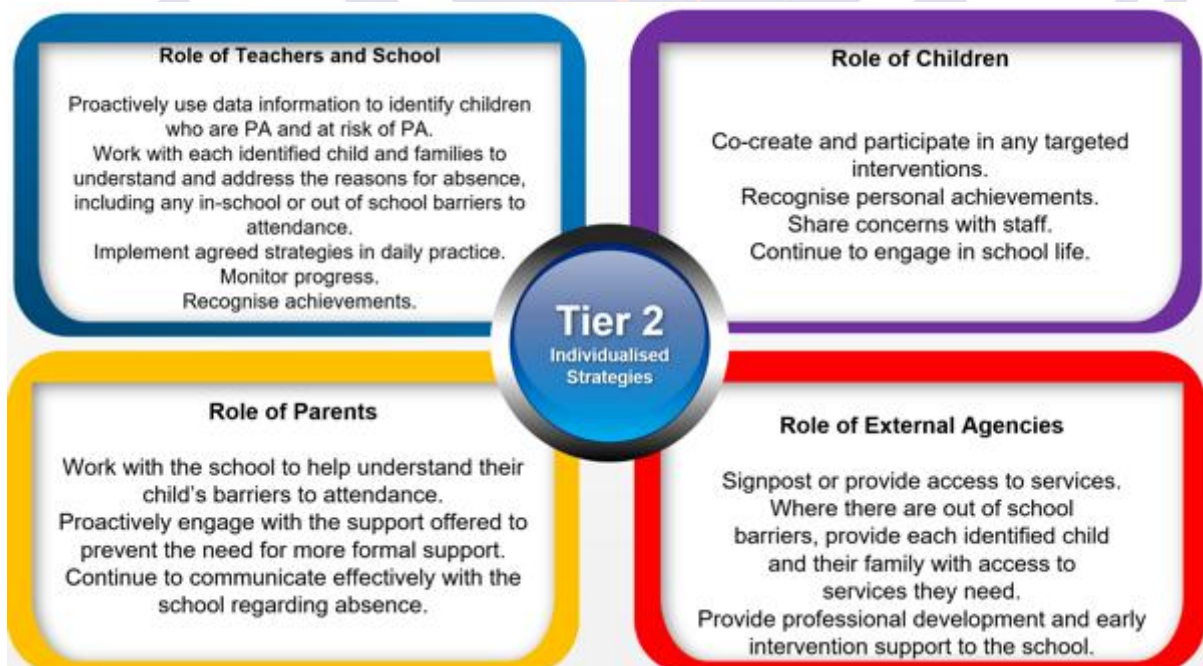 Role of Teachers and School
Proactively use data information to identify children
who are PA and at risk of PA.
Work with each identified child and families to
understand and address the reasons for absence,
including any in-school or out of school barriers to
attendance.
Implement agreed strategies in daily practice.
Monitor progress.
Recognise achievements.
Role of Children
Co-create and participate in any targeted
interventions.
Recognise personal achievements.
Share concerns with staff.
Continue to engage in school life.
Tier 2
Individualised
Strategies
Role of Parents
Work with the school to help understand their
child's barriers to attendance.
Proactively engage with the support offered to
prevent the need for more formal support.
Continue to communicate effectively with the
school regarding absence.
Role of External Agencies
Signpost or provide access to services.
Where there are out of school
barriers, provide each identified child
and their family with access to
services they need.
Provide professional development and early
intervention support to the school.